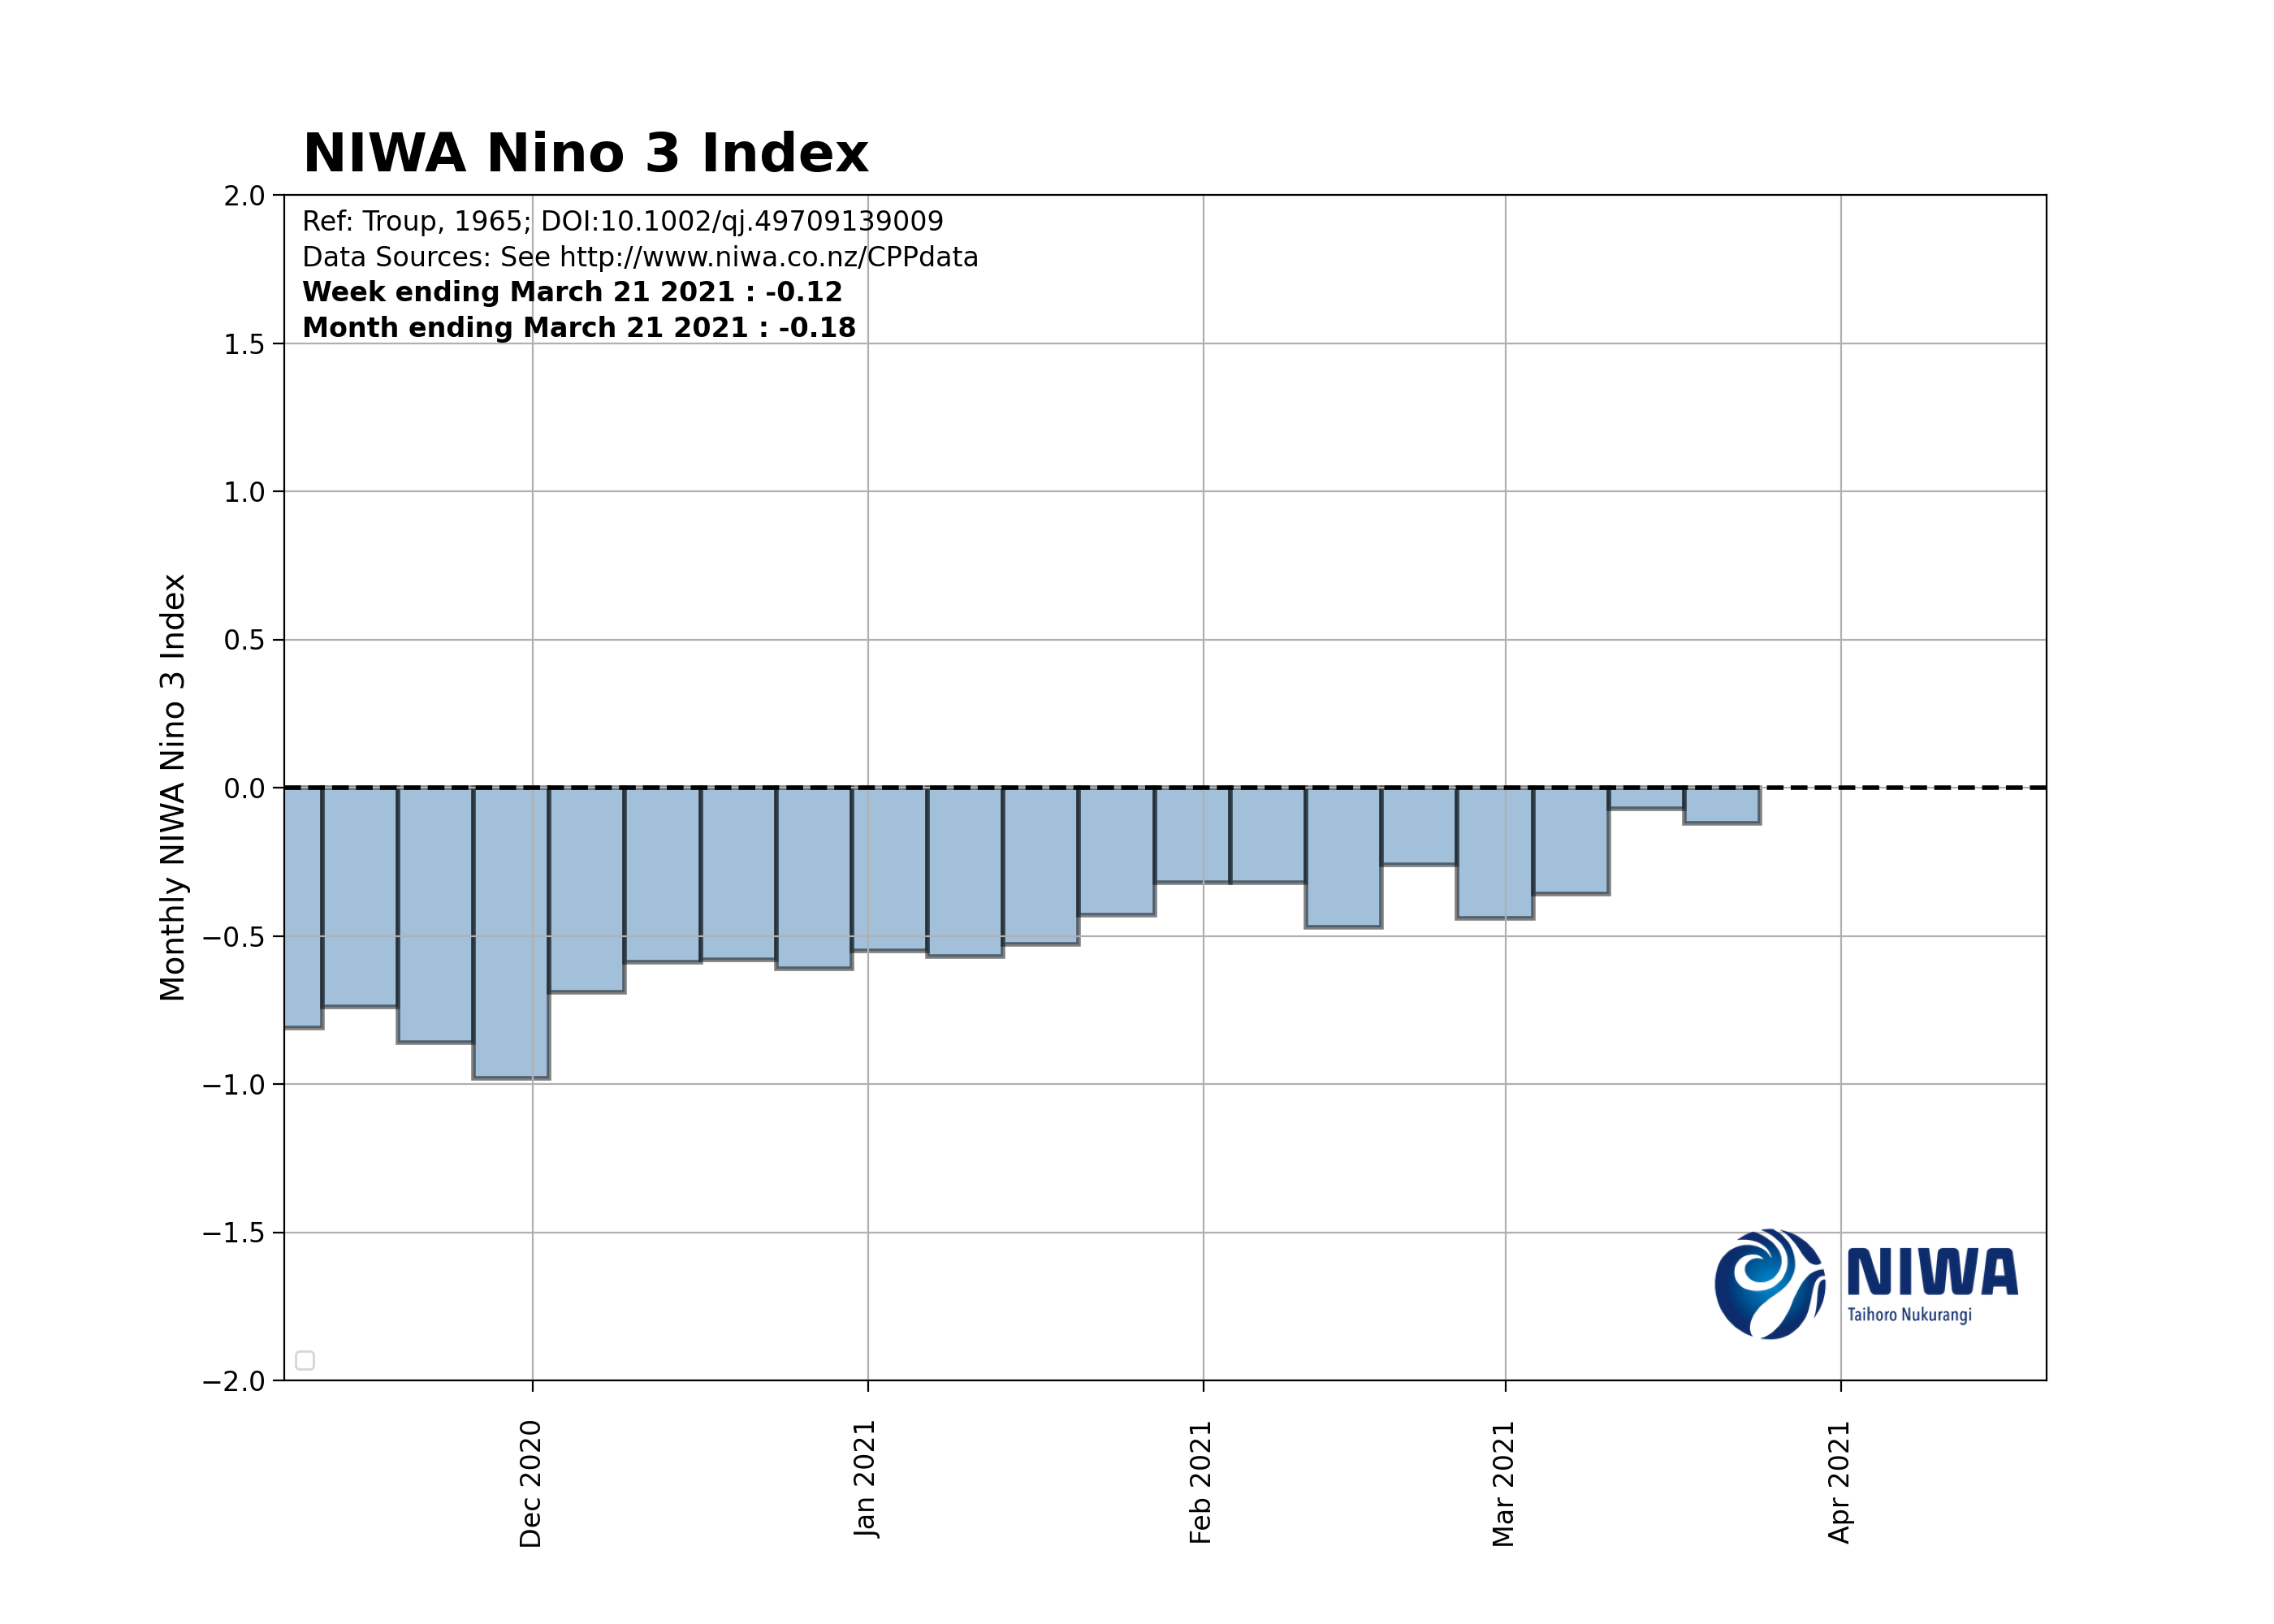 NIWA Nino 3 Index
Ref: Troup, 1965; DOI:10.1002/qj.49709139009
Data Sources: See http://www.niwa.co.nz/CPPdata
Week ending March 21 2021 : -0.12
Month ending March 21 2021 : -0.18
Monthly NIWA Nino 3 Index
2.0
1.5
1.0
0.5
0.0
−0.5
−1.0
−1.5
−2.0
Dec 2020
Jan 2021
Feb 2021
Mar 2021
Apr 2021
NIWA
Taihoro Nukurangi